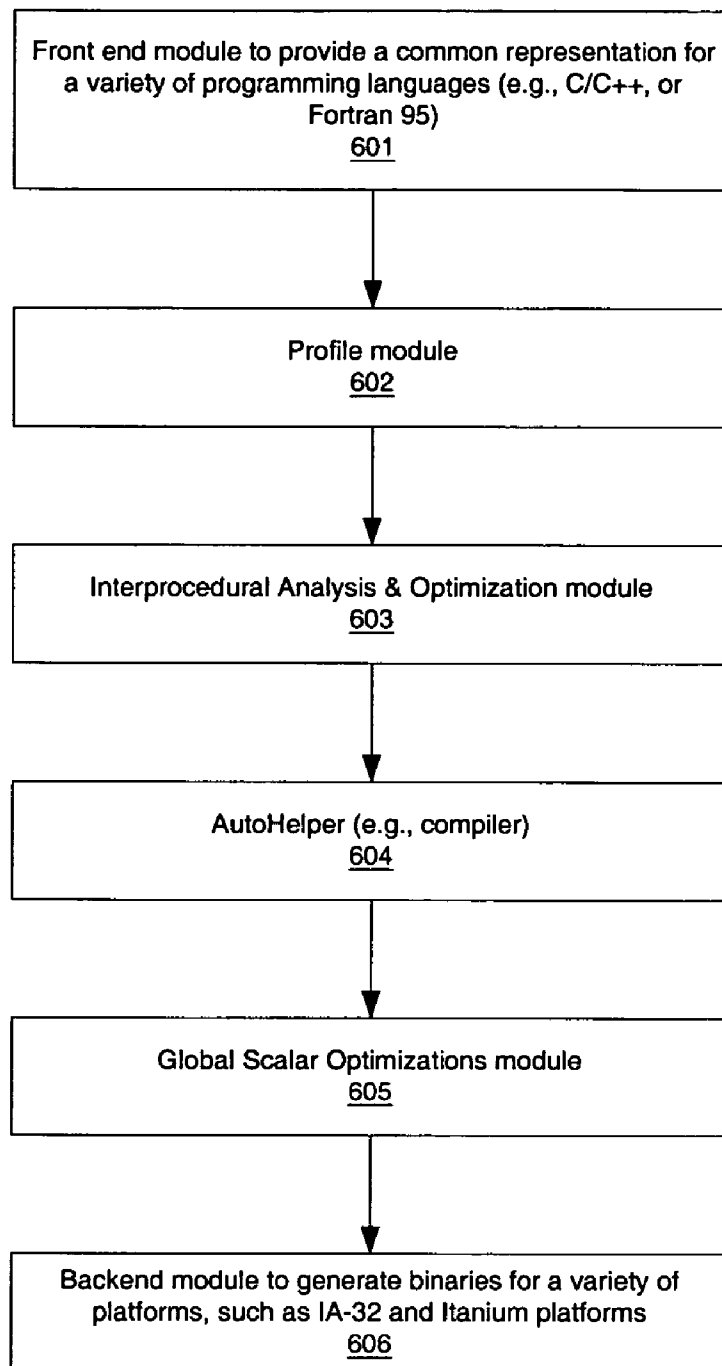 Front end module to provide a common representation for
a variety of programming languages (e.g., C/C++, or
Fortran 95)
601
Profile module
602
Interprocedural Analysis & Optimization module
603
AutoHelper (e.g., compiler)
604
Global Scalar Optimizations module
605
Backend module to generate binaries for a variety of
platforms, such as IA-32 and Itanium platforms
606